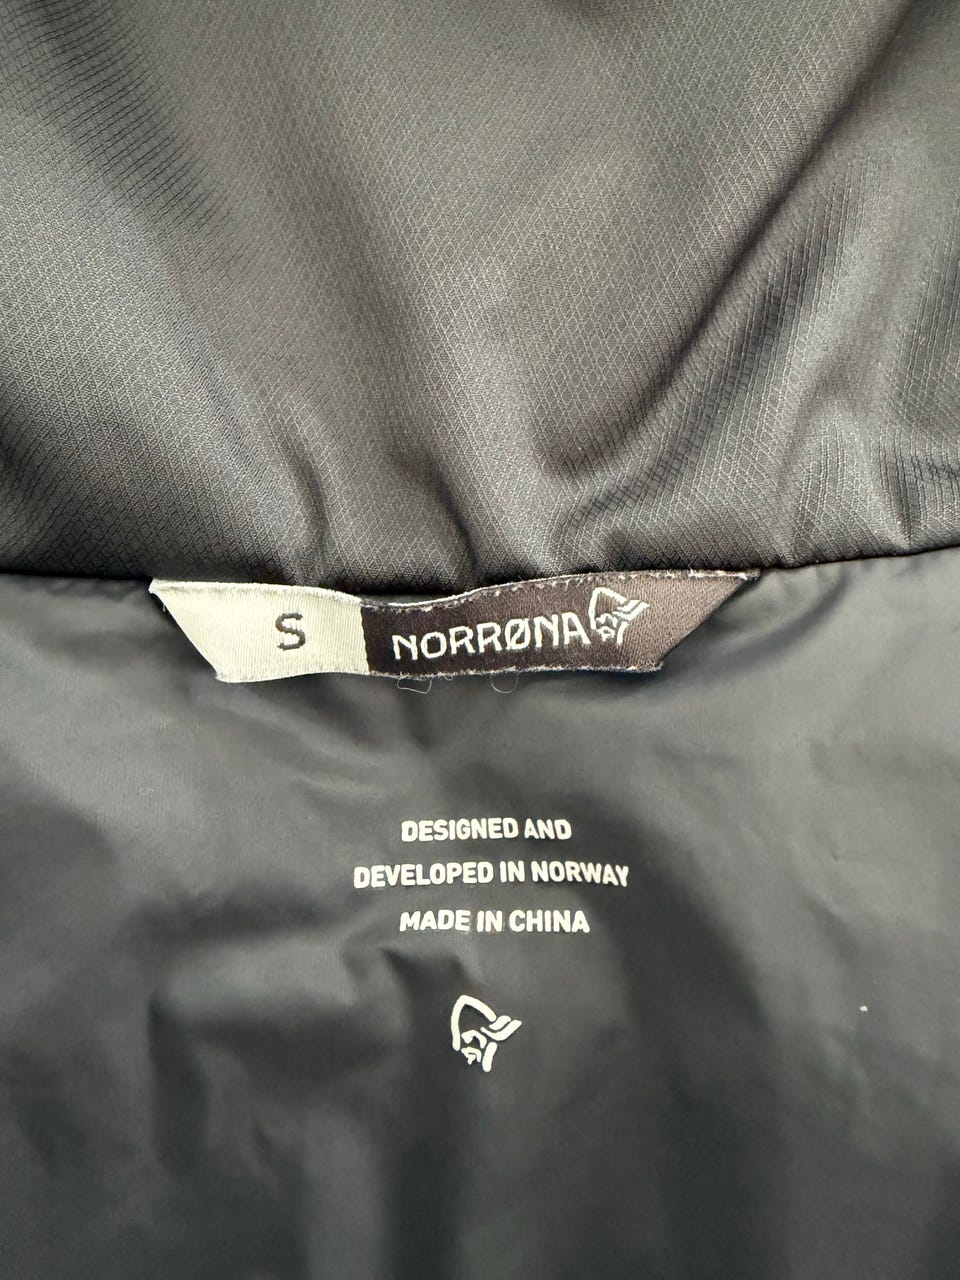 S NORRØNA
DESIGNED AND
DEVELOPED IN NORWAY
MADE IN CHINA